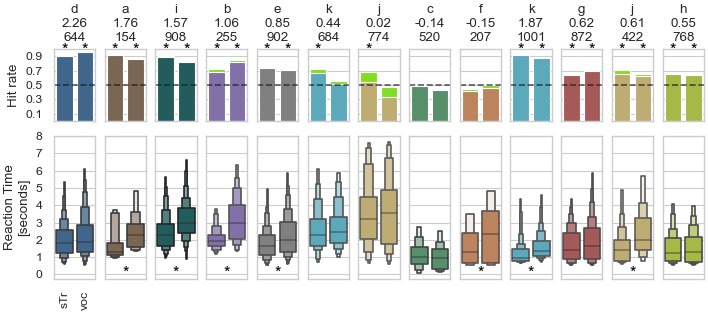 d a i b e k j c f k g j h
2.26 1.76 1.57 1.06 0.85 0.44 0.02 -0.14 -0.15 1.87 0.62 0.61 0.55
644 154 908 255 902 684 774 520 207 1001 872 422 768
* * * * * * * * * * * * * * * * * * * *
Hit rate
0.9
0.7
0.5
0.3
0.1
Reaction Time
[seconds]
8
7
6
5
4
3
2
1
0
* * * * * * *
sTr
voc